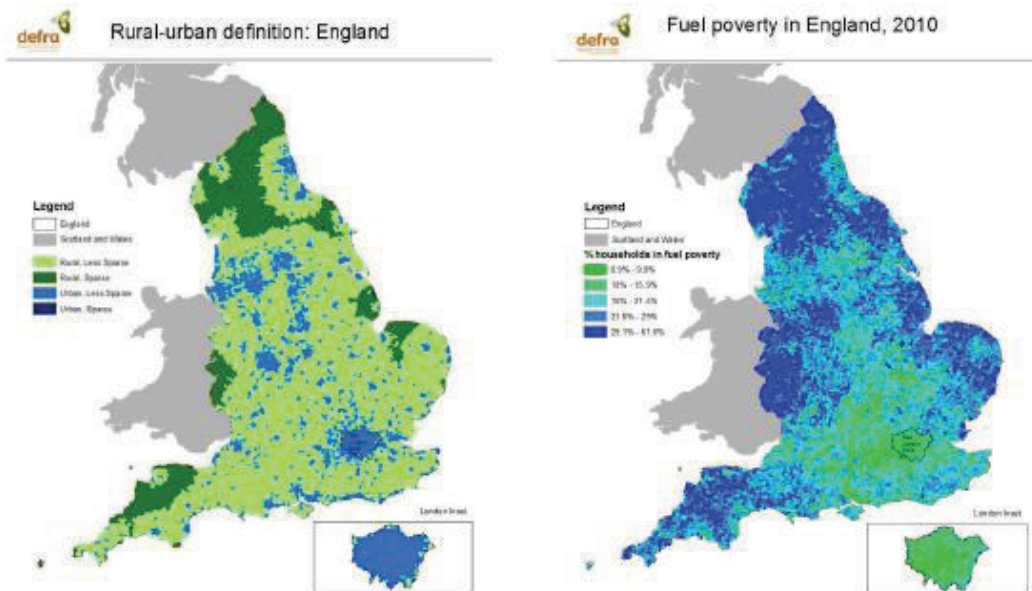 defra
Rural-urban definition: England
Legend
England
Scotland and Wales
Rural, Less Sparse
Rural, Sparse
Urban, Less Sparse
Urban, Sparse
London Inset
defra
Fuel poverty in England, 2010
Legend
England
Scotland and Wales
% households in fuel poverty
London Inset